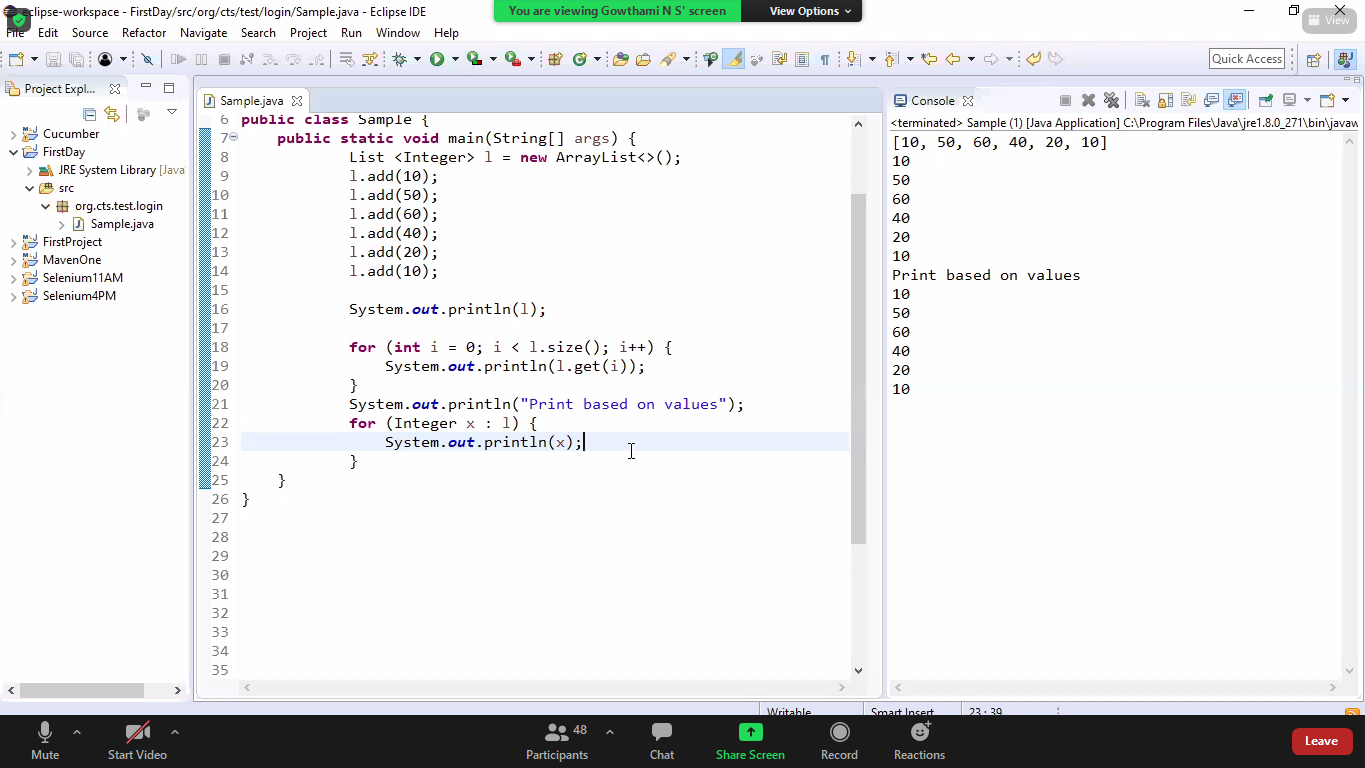 eclipse-workspace - FirstDay/src/org/cts/test/login/Sample.java - Eclipse IDE
You are viewing Gowthami N S' screen
View Options
View
File Edit Source Refactor Navigate Search Project Run Window Help
Quick Access
Project Expl...
Cucumber
FirstDay
JRE System Library [Java
src
org.cts.test.login
Sample.java
FirstProject
MavenOne
Selenium11AM
Selenium4PM
Sample.java
6 public class Sample {
7 public static void main(String[] args) {
8 List <Integer> l = new ArrayList<>();
9 l.add(10);
10 l.add(50);
11 l.add(60);
12 l.add(40);
13 l.add(20);
14 l.add(10);
15
16 System.out.println(l);
17
18 for (int i = 0; i < l.size(); i++) {
19 System.out.println(l.get(i));
20 }
21 System.out.println("Print based on values");
22 for (Integer x : l) {
23 System.out.println(x);
24 }
25 }
26 }
27
28
29
30
31
32
33
34
35
Console
<terminated> Sample (1) [Java Application] C:\Program Files\Java\jre1.8.0_271\bin\javaw
[10, 50, 60, 40, 20, 10]
10
50
60
40
20
10
Print based on values
10
50
60
40
20
10
Writable
Smart Insert
23 : 39
Mute
Start Video
Participants
48
Chat
Share Screen
Record
Reactions
Leave